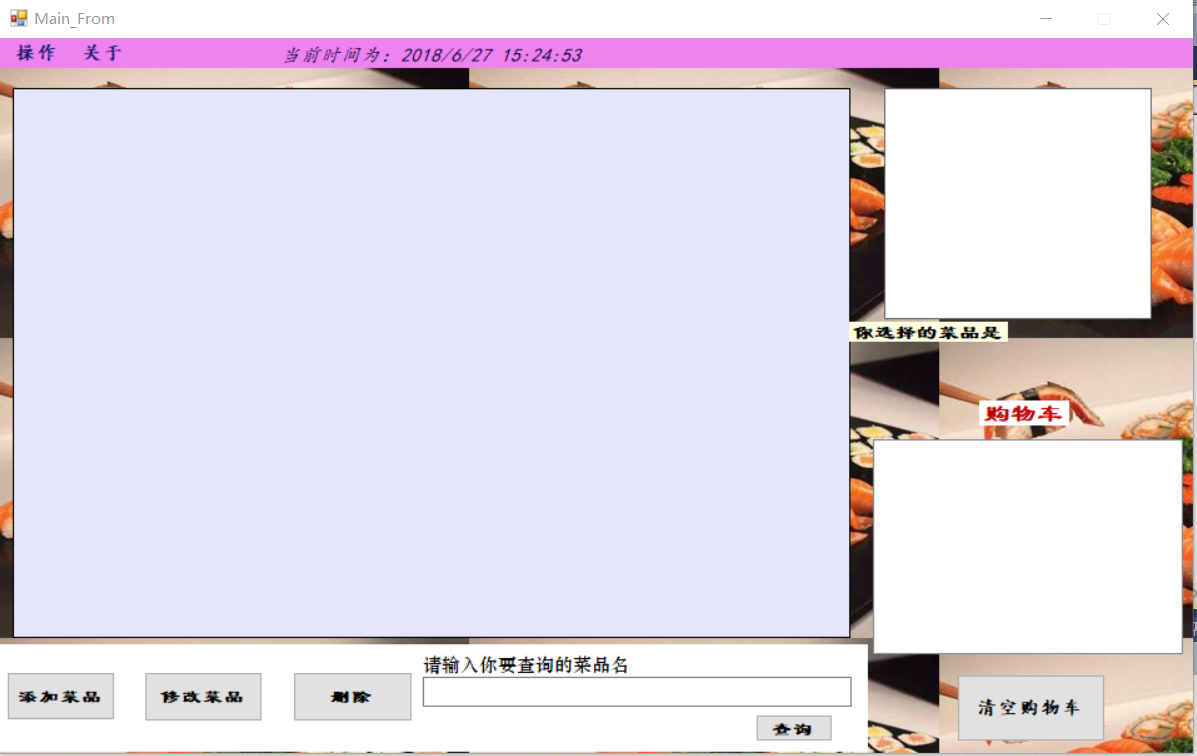 Main_From
操作 关于 当前时间为：2018/6/27 15:24:53
你选择的菜品是
购物车
请输入你要查询的菜品名
添加菜品 修改菜品 删除
查询
清空购物车